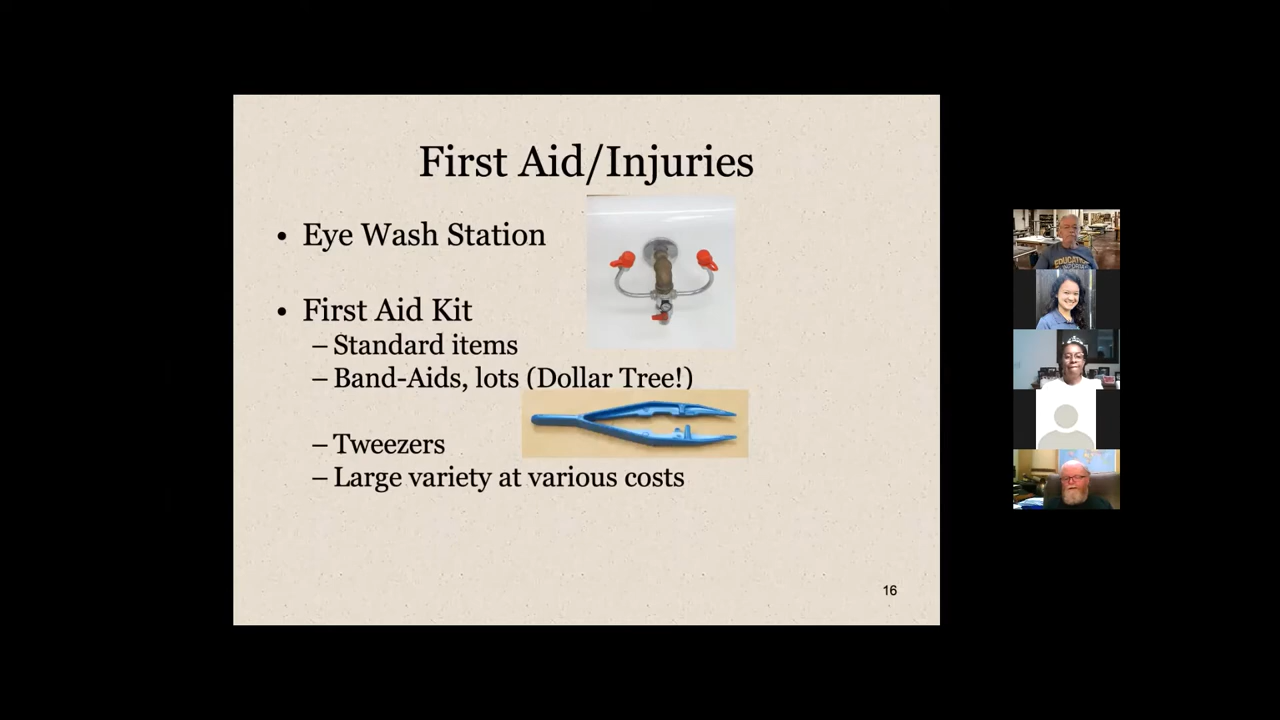 First Aid/Injuries
• Eye Wash Station
• First Aid Kit
– Standard items
– Band-Aids, lots (Dollar Tree!)
– Tweezers
– Large variety at various costs
16
EDUCATION